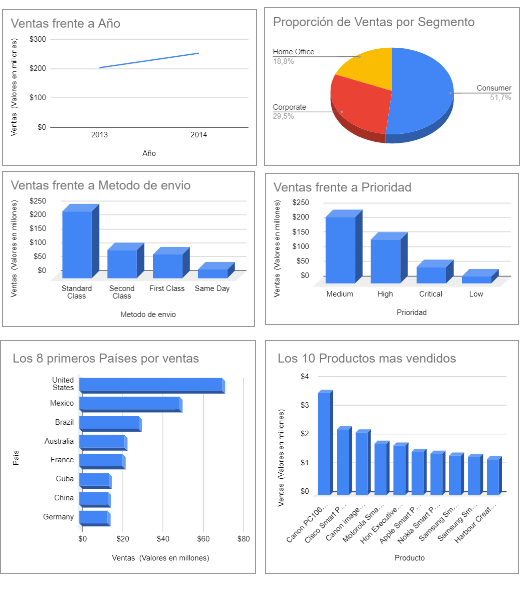 Ventas frente a Año
Ventas (Valores en millones)
$300
$200
$100
$0
2013
2014
Año
Proporción de Ventas por Segmento
Home Office
18,8%
Corporate
29,5%
Consumer
51,7%
Ventas frente a Metodo de envio
Ventas (Valores en millones)
$250
$200
$150
$100
$50
$0
Standard
Class
Second
Class
First Class
Same Day
Metodo de envio
Ventas frente a Prioridad
Ventas (Valores en millones)
$250
$200
$150
$100
$50
$0
Medium
High
Critical
Low
Prioridad
Los 8 primeros Países por ventas
País
United
States
Mexico
Brazil
Australia
France
Cuba
China
Germany
$0
$20
$40
$60
$80
Ventas (Valores en millones)
Los 10 Productos mas vendidos
Ventas (Valores en millones)
$4
$3
$2
$1
$0
Canon PC106…
Cisco Smart P…
Canon image…
Motorola Sma…
Hon Executive…
Apple Smart P…
Nokia Smart P…
Samsung Sm…
Samsung Sm…
Harbour Creat…
Producto